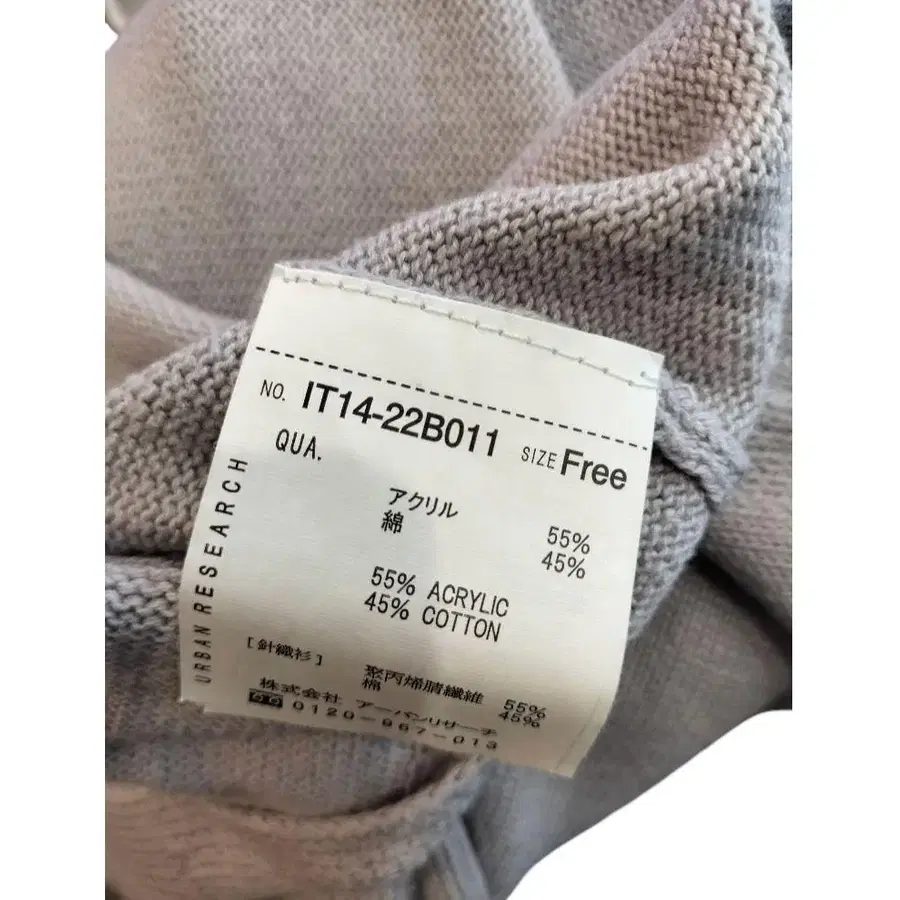 NO. IT14-22B011 SIZE Free
QUA.
アクリル 55%
綿 45%
55% ACRYLIC
45% COTTON
[針織衫] 聚丙烯腈纖維 55%
棉 45%
株式会社 アーバンリサーチ
0120-967-013
URBAN RESEARCH